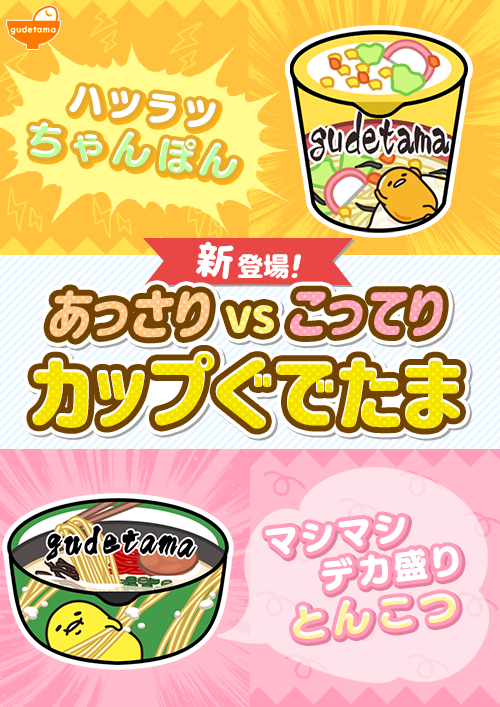 gudetama
ハツラツ
ちゃんぽん
gudetama
新登場!
あっさり vs こってり
カップぐでたま
gudetama
マシマシ
デカ盛り
とんこつ